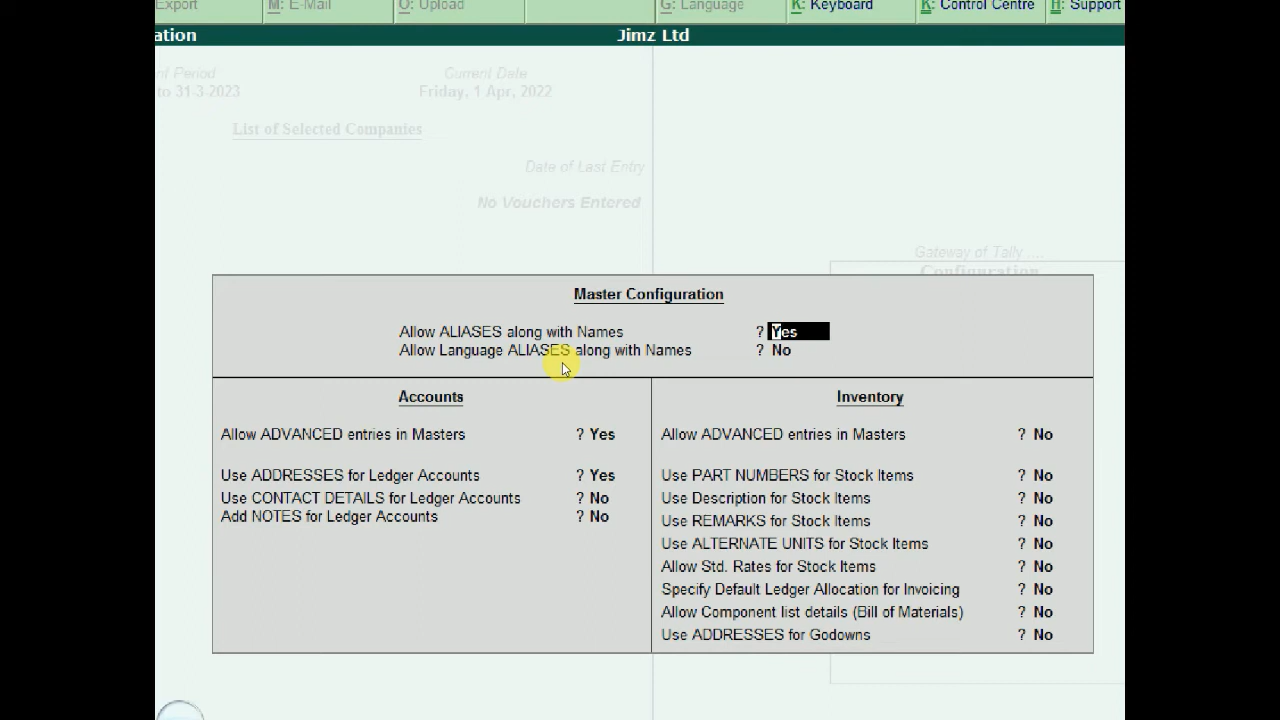 Export M: E-Mail O: Upload G: Language K: Keyboard K: Control Centre H: Support
ation Jimz Ltd
nt Period Current Date
to 31-3-2023 Friday, 1 Apr, 2022
List of Selected Companies
Date of Last Entry
No Vouchers Entered
Gateway of Tally ....
Configuration
Master Configuration
Allow ALIASES along with Names ? Yes
Allow Language ALIASES along with Names ? No
Accounts
Allow ADVANCED entries in Masters ? Yes
Use ADDRESSES for Ledger Accounts ? Yes
Use CONTACT DETAILS for Ledger Accounts ? No
Add NOTES for Ledger Accounts ? No
Inventory
Allow ADVANCED entries in Masters ? No
Use PART NUMBERS for Stock Items ? No
Use Description for Stock Items ? No
Use REMARKS for Stock Items ? No
Use ALTERNATE UNITS for Stock Items ? No
Allow Std. Rates for Stock Items ? No
Specify Default Ledger Allocation for Invoicing ? No
Allow Component list details (Bill of Materials) ? No
Use ADDRESSES for Godowns ? No